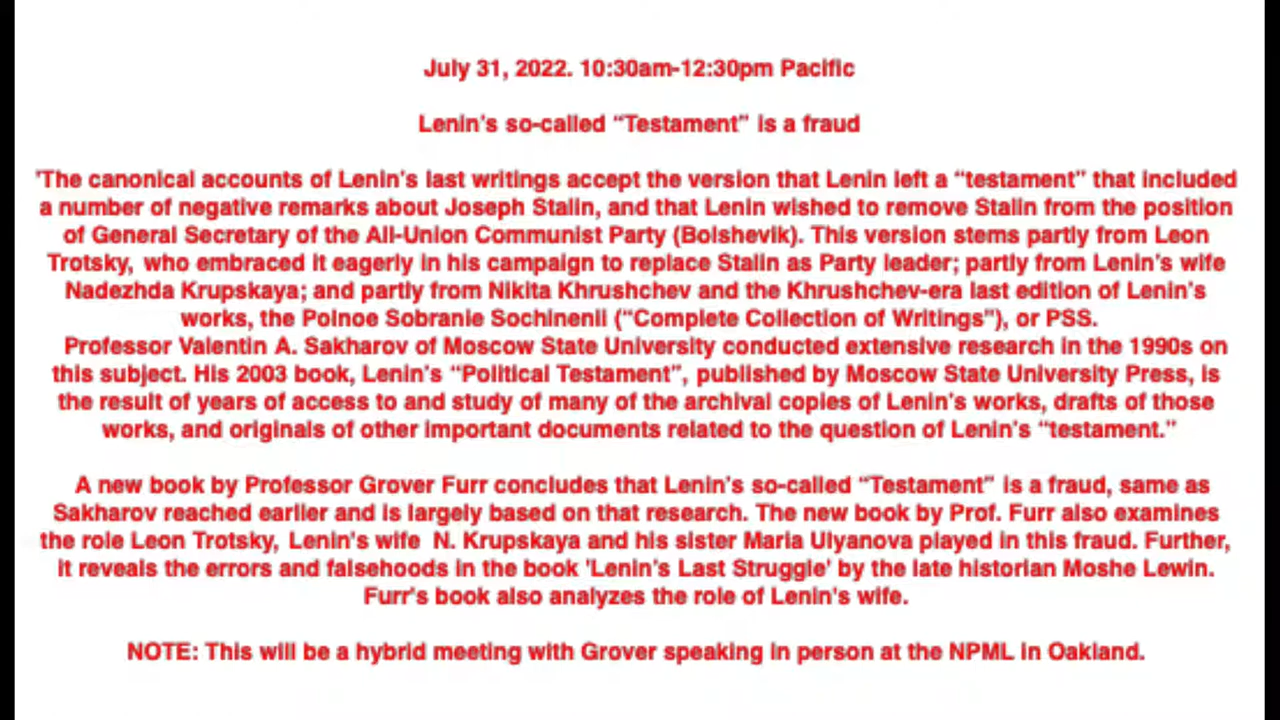 July 31, 2022. 10:30am-12:30pm Pacific
Lenin's so-called “Testament” is a fraud
'The canonical accounts of Lenin's last writings accept the version that Lenin left a “testament” that included
a number of negative remarks about Joseph Stalin, and that Lenin wished to remove Stalin from the position
of General Secretary of the All-Union Communist Party (Bolshevik). This version stems partly from Leon
Trotsky, who embraced it eagerly in his campaign to replace Stalin as Party leader; partly from Lenin's wife
Nadezhda Krupskaya; and partly from Nikita Khrushchev and the Khrushchev-era last edition of Lenin's
works, the Polnoe Sobranie Sochinenii (“Complete Collection of Writings”), or PSS.
Professor Valentin A. Sakharov of Moscow State University conducted extensive research in the 1990s on
this subject. His 2003 book, Lenin's “Political Testament”, published by Moscow State University Press, is
the result of years of access to and study of many of the archival copies of Lenin's works, drafts of those
works, and originals of other important documents related to the question of Lenin's “testament.”
A new book by Professor Grover Furr concludes that Lenin's so-called “Testament” is a fraud, same as
Sakharov reached earlier and is largely based on that research. The new book by Prof. Furr also examines
the role Leon Trotsky, Lenin's wife N. Krupskaya and his sister Maria Ulyanova played in this fraud. Further,
it reveals the errors and falsehoods in the book 'Lenin's Last Struggle' by the late historian Moshe Lewin.
Furr's book also analyzes the role of Lenin's wife.
NOTE: This will be a hybrid meeting with Grover speaking in person at the NPML in Oakland.